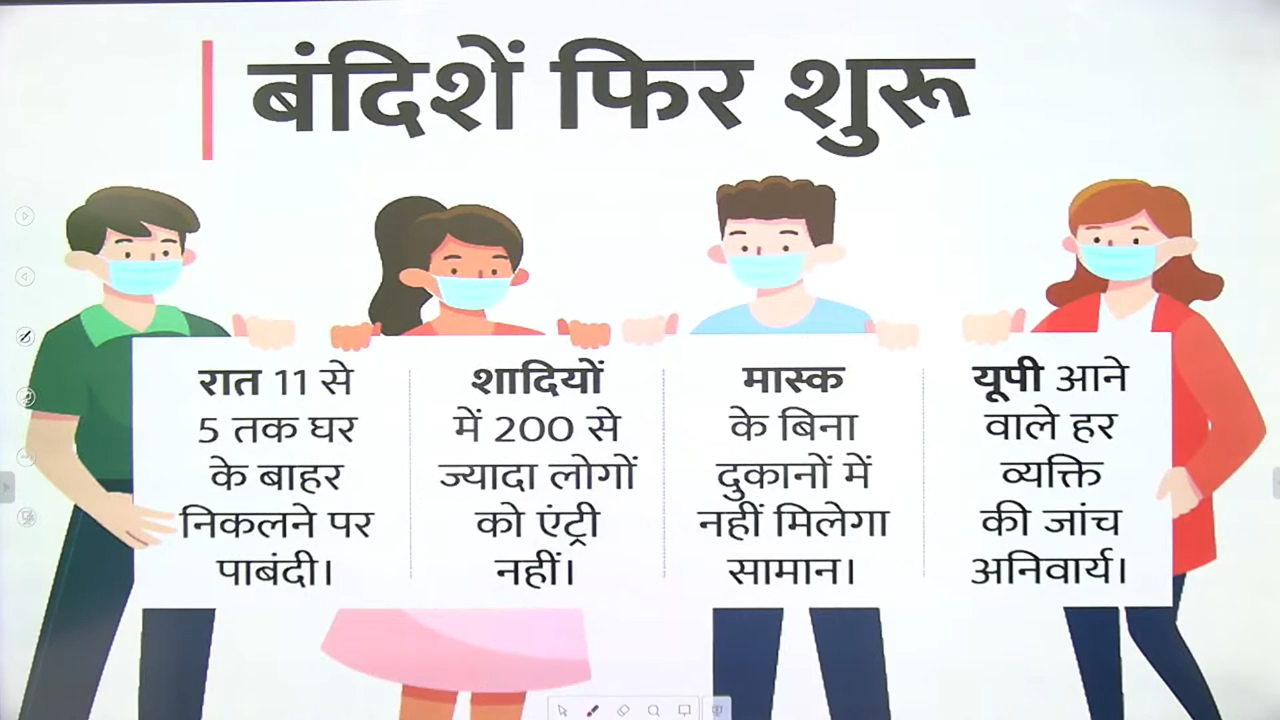 बंदिशें फिर शुरू
रात 11 से
5 तक घर
के बाहर
निकलने पर
पाबंदी।
शादियों
में 200 से
ज्यादा लोगों
को एंट्री
नहीं।
मास्क
के बिना
दुकानों में
नहीं मिलेगा
सामान।
यूपी आने
वाले हर
व्यक्ति
की जांच
अनिवार्य।